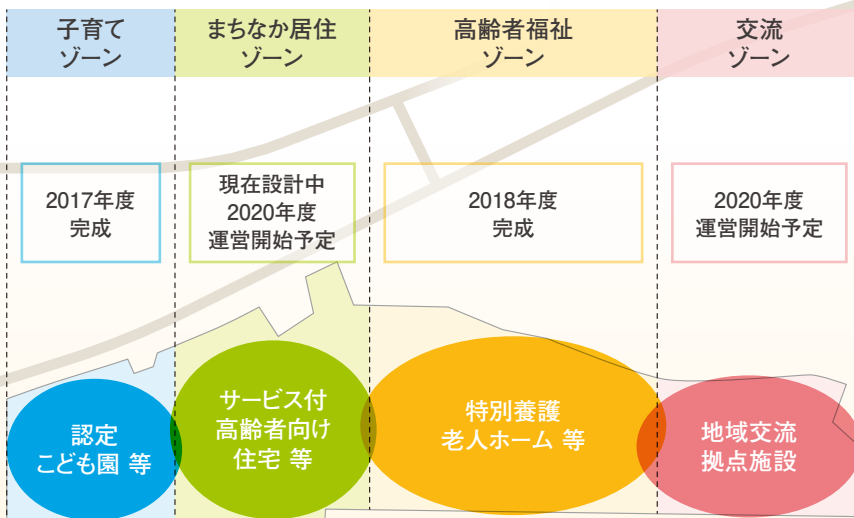 子育て
ゾーン
まちなか居住
ゾーン
高齢者福祉
ゾーン
交流
ゾーン
2017年度
完成
現在設計中
2020年度
運営開始予定
2018年度
完成
2020年度
運営開始予定
認定
こども園 等
サービス付
高齢者向け
住宅 等
特別養護
老人ホーム 等
地域交流
拠点施設